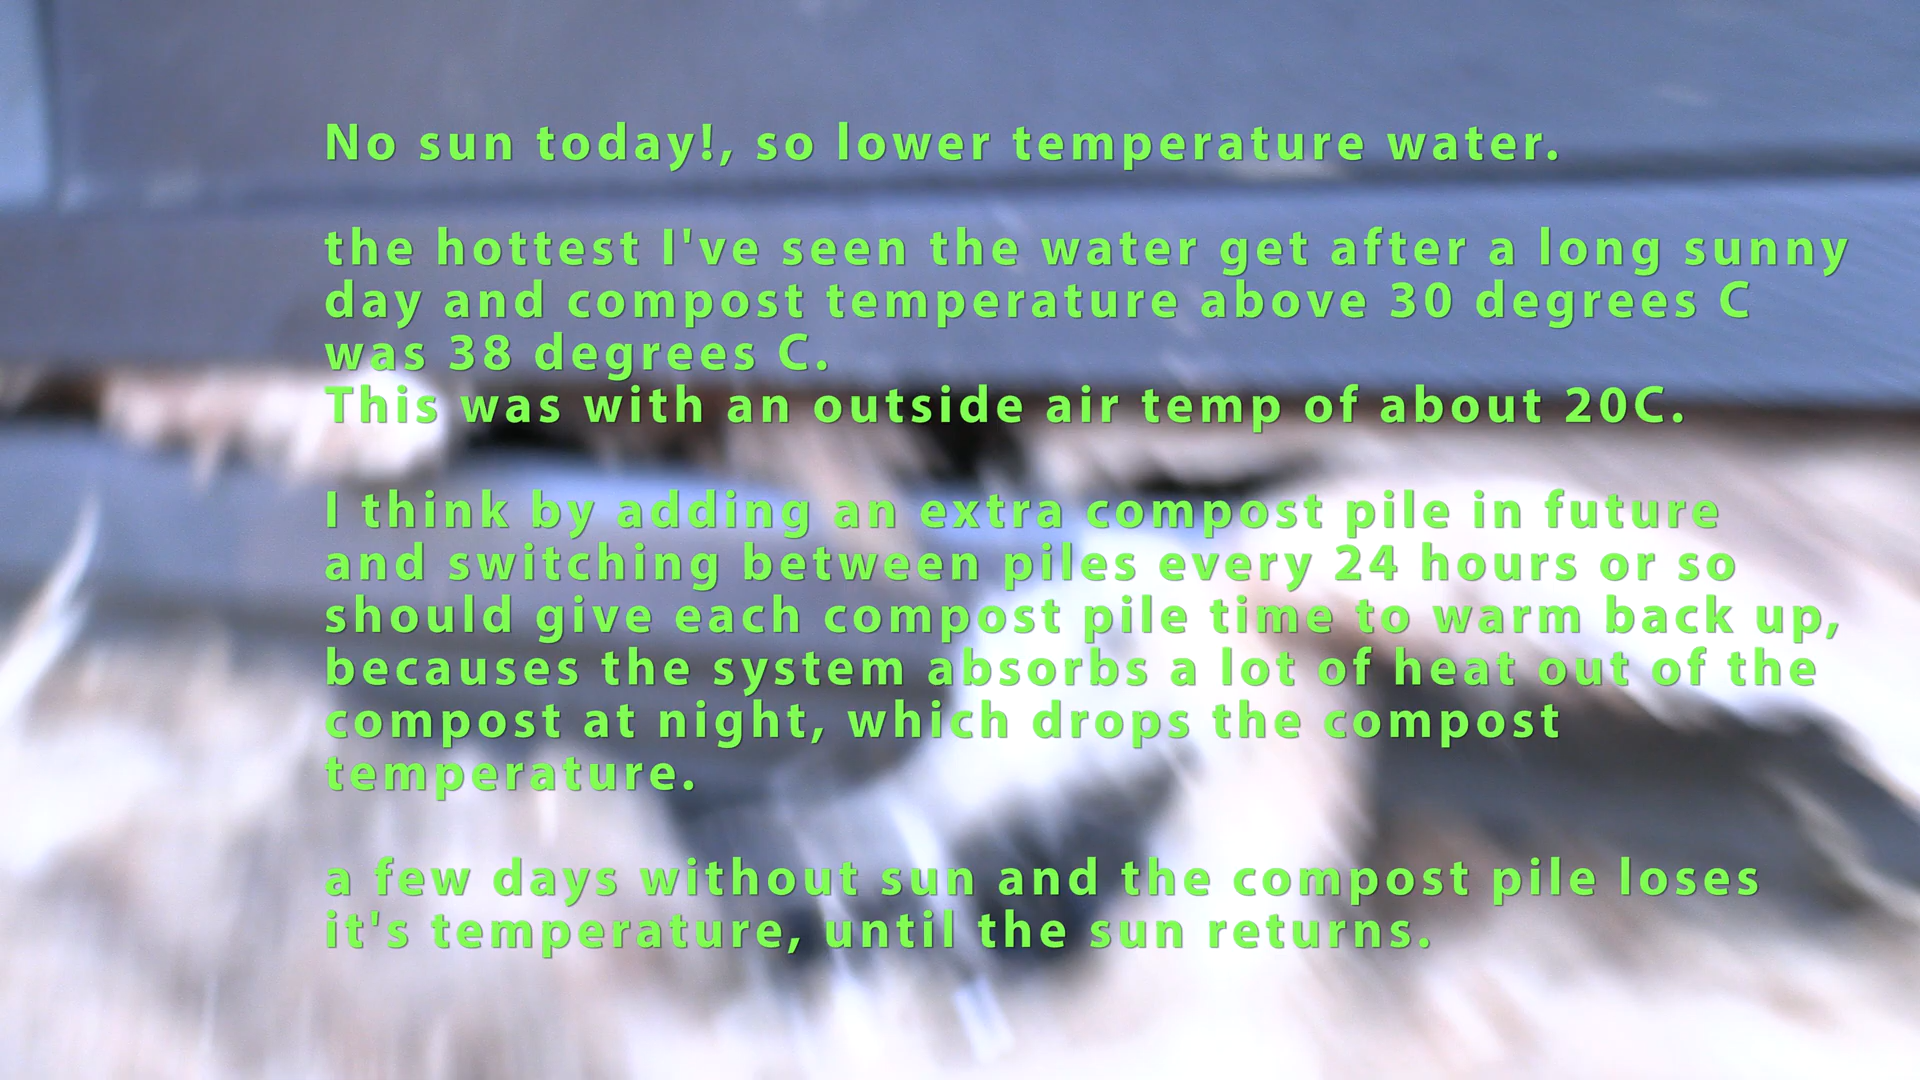 No sun today!, so lower temperature water.
the hottest I've seen the water get after a long sunny
day and compost temperature above 30 degrees C
was 38 degrees C.
This was with an outside air temp of about 20C.
I think by adding an extra compost pile in future
and switching between piles every 24 hours or so
should give each compost pile time to warm back up,
becauses the system absorbs a lot of heat out of the
compost at night, which drops the compost
temperature.
a few days without sun and the compost pile loses
it's temperature, until the sun returns.